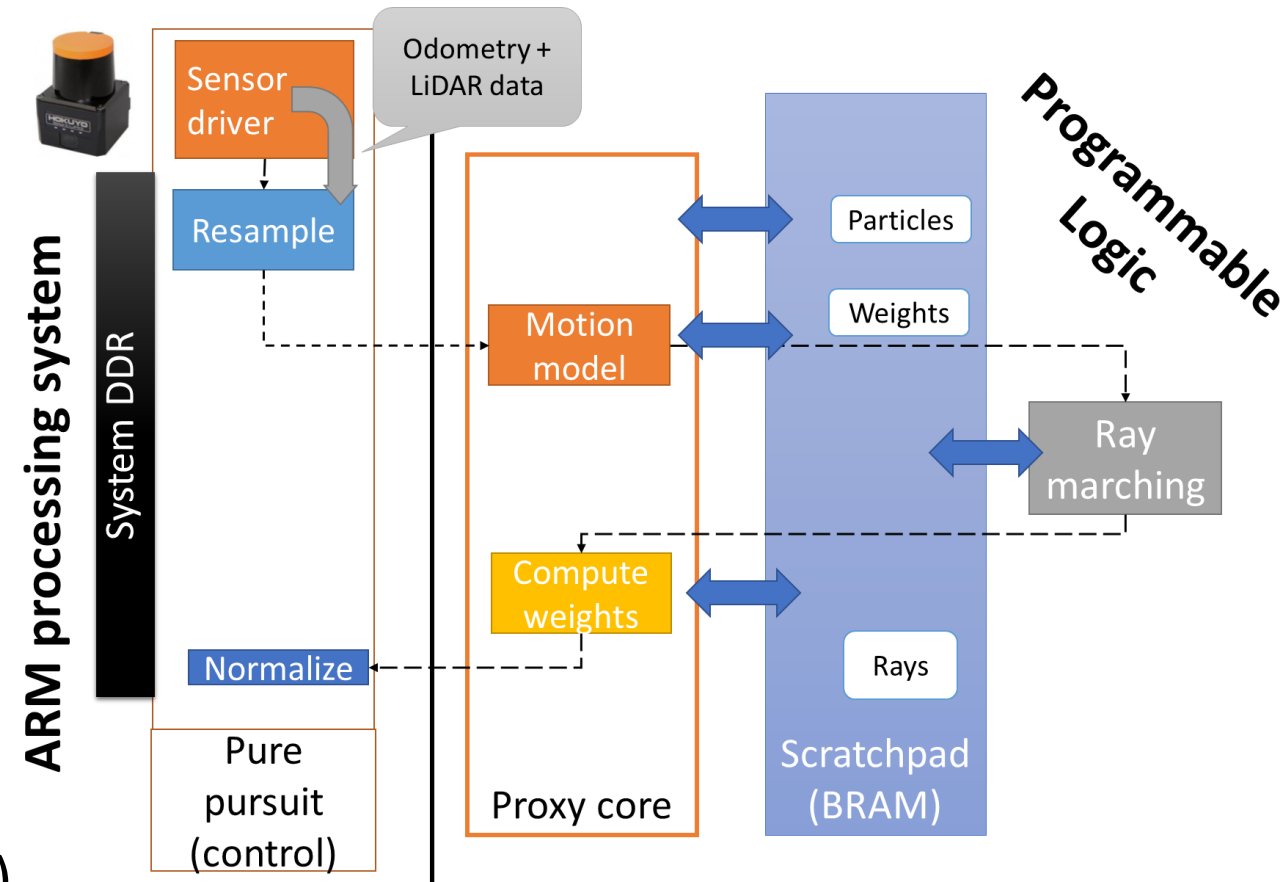 HOKUYO
Sensor
driver
Odometry +
LiDAR data
Resample
ARM processing system
System DDR
Programmable
Logic
Particles
Motion
model
Weights
Ray
marching
Compute
weights
Normalize
Rays
Pure
pursuit
(control)
Proxy core
Scratchpad
(BRAM)
)